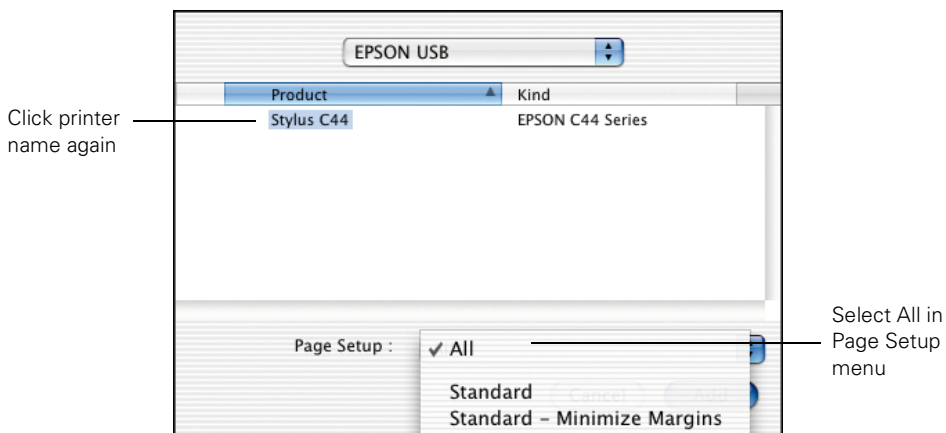 EPSON USB
Product Kind
Click printer
name again
Stylus C44 EPSON C44 Series
Select All in
Page Setup
menu
Page Setup : ✓ All
Standard Cancel Add
Standard – Minimize Margins